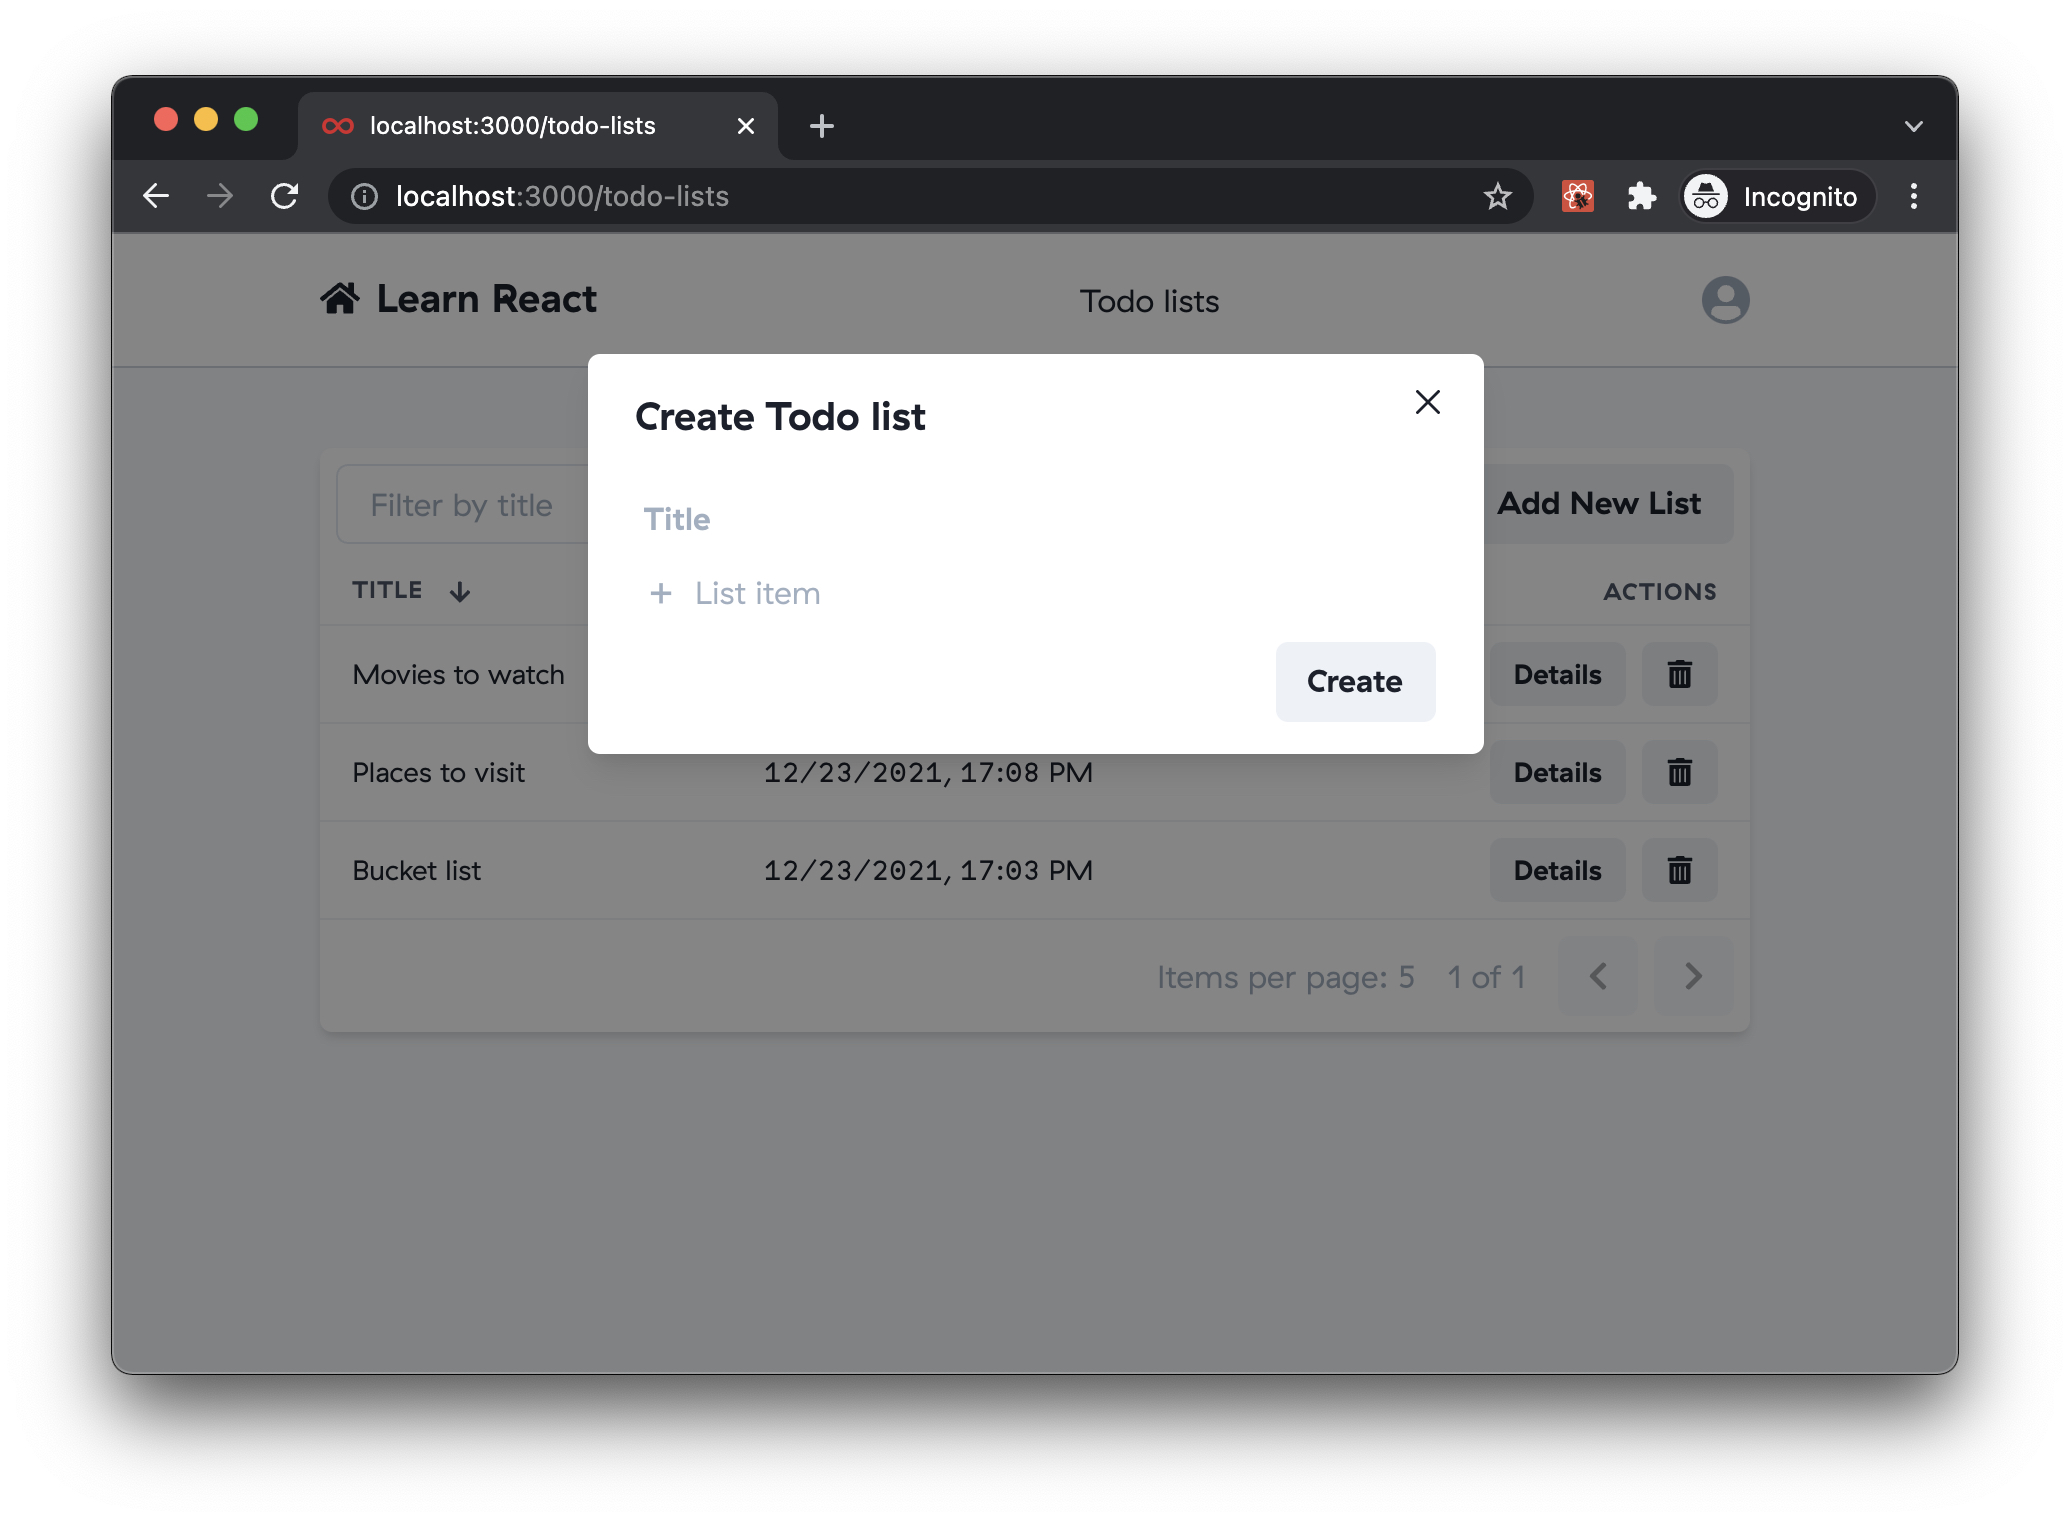 localhost:3000/todo-lists
localhost:3000/todo-lists
Incognito
Learn React
Todo lists
Create Todo list
Filter by title
Title
Add New List
TITLE
List item
ACTIONS
Movies to watch
Create
Details
Places to visit
12/23/2021, 17:08 PM
Details
Bucket list
12/23/2021, 17:03 PM
Details
Items per page: 5
1 of 1